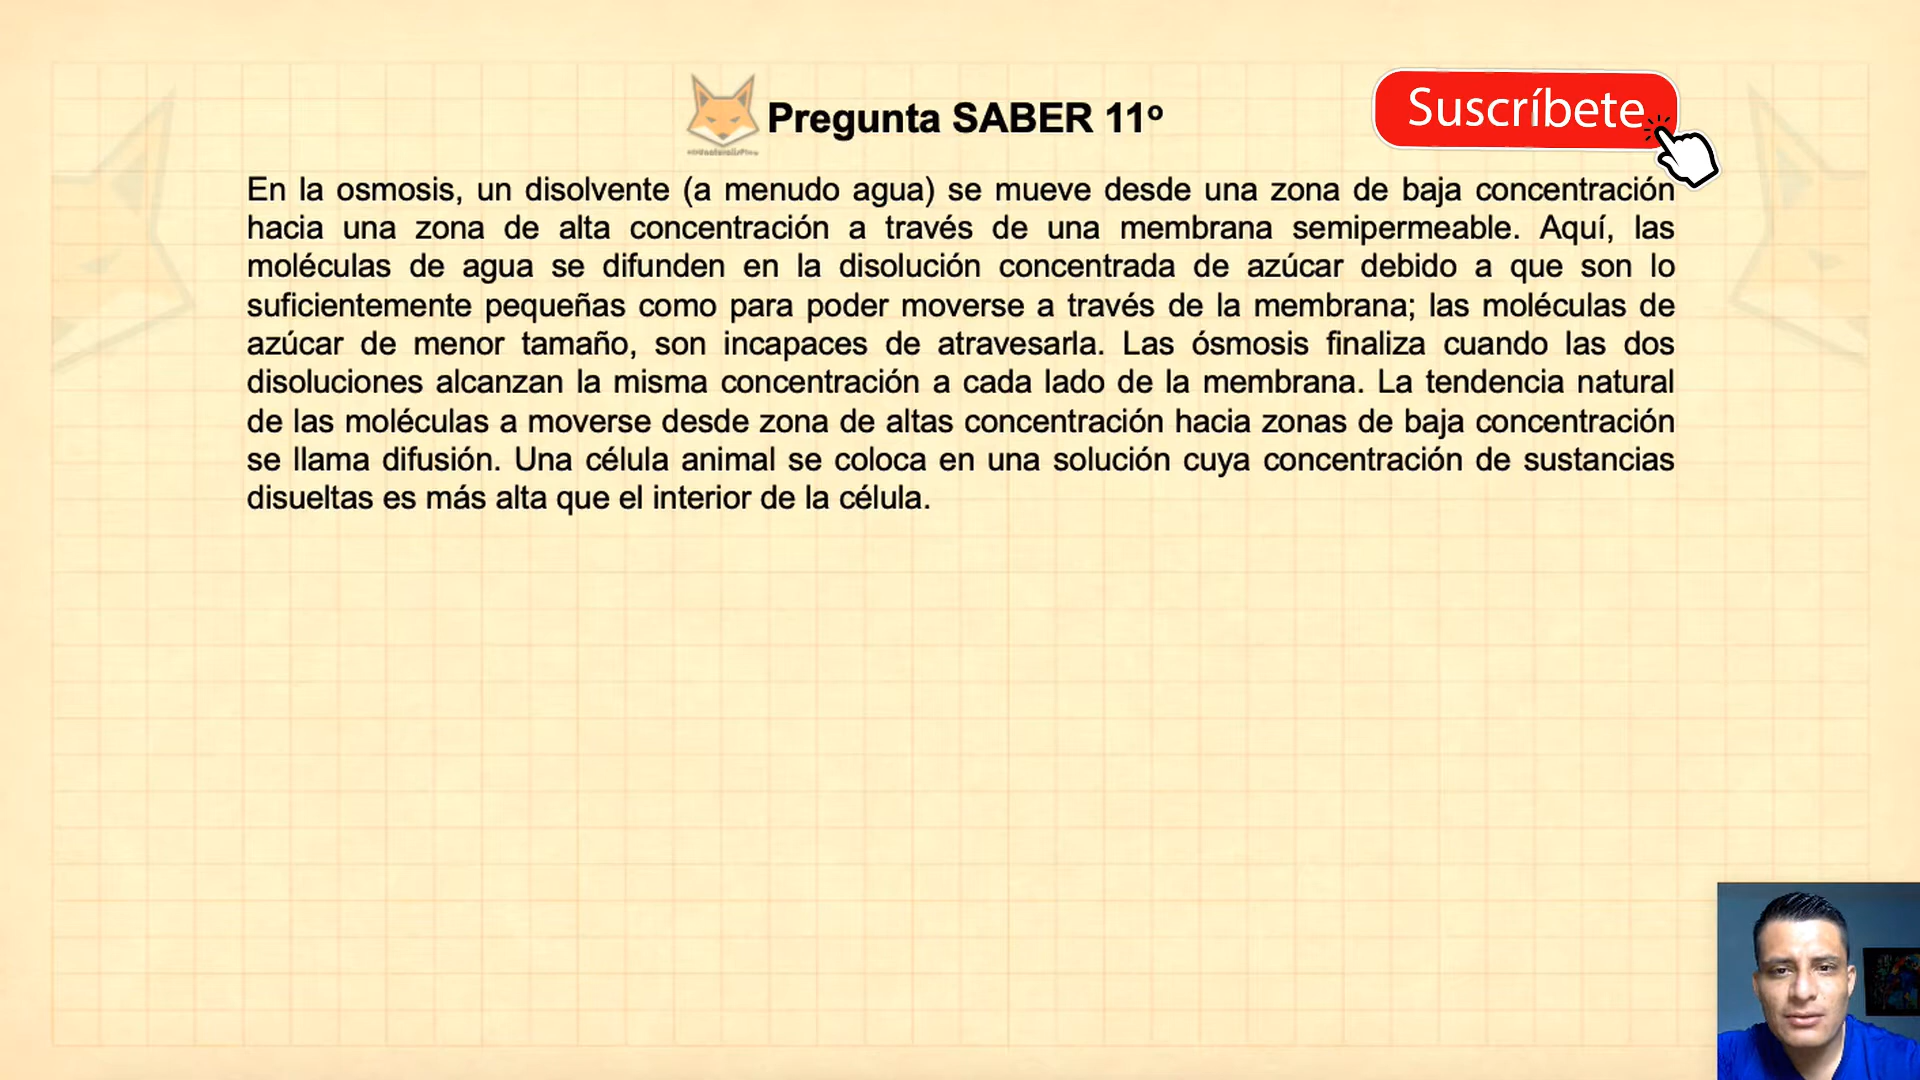 Pregunta SABER 11º
Suscríbete
En la osmosis, un disolvente (a menudo agua) se mueve desde una zona de baja concentración
hacia una zona de alta concentración a través de una membrana semipermeable. Aquí, las
moléculas de agua se difunden en la disolución concentrada de azúcar debido a que son lo
suficientemente pequeñas como para poder moverse a través de la membrana; las moléculas de
azúcar de menor tamaño, son incapaces de atravesarla. Las ósmosis finaliza cuando las dos
disoluciones alcanzan la misma concentración a cada lado de la membrana. La tendencia natural
de las moléculas a moverse desde zona de altas concentración hacia zonas de baja concentración
se llama difusión. Una célula animal se coloca en una solución cuya concentración de sustancias
disueltas es más alta que el interior de la célula.